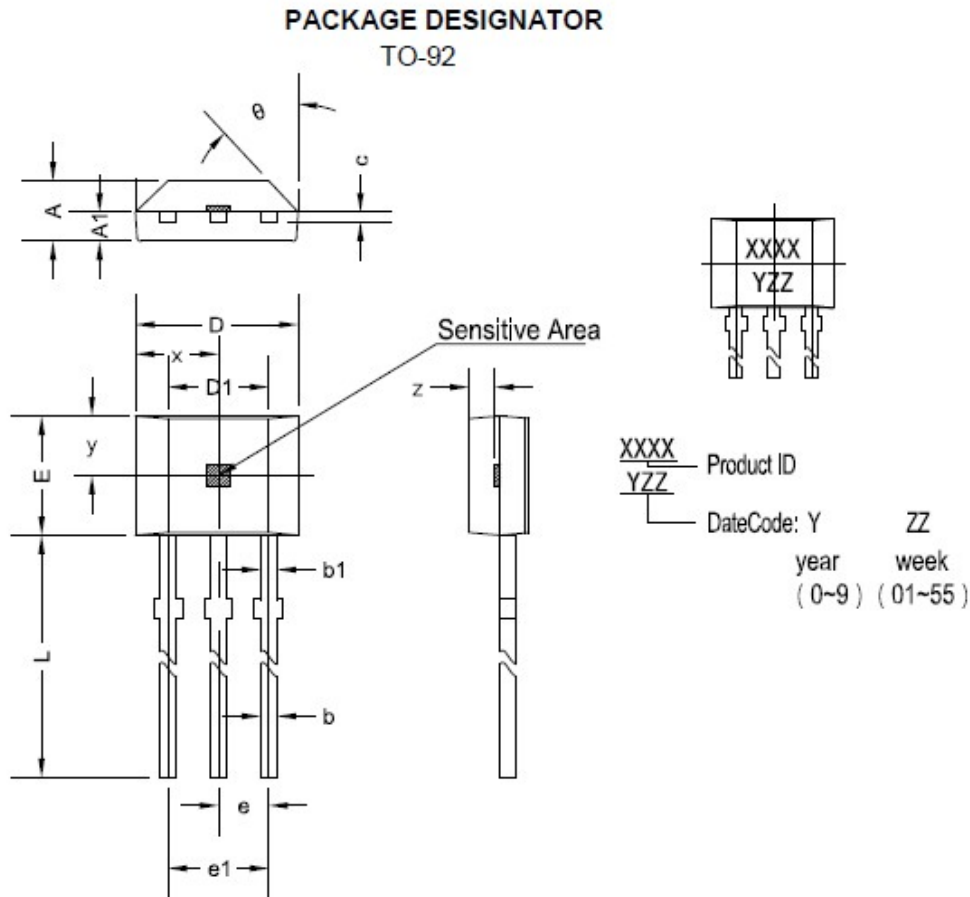 PACKAGE DESIGNATOR
TO-92
θ
c
A
A1
XXXX
YZZ
D
Sensitive Area
x
D1
z
y
E
XXXX
Product ID
YZZ
DateCode: Y ZZ
year week
( 0~9 ) ( 01~55 )
b1
L
b
e
e1